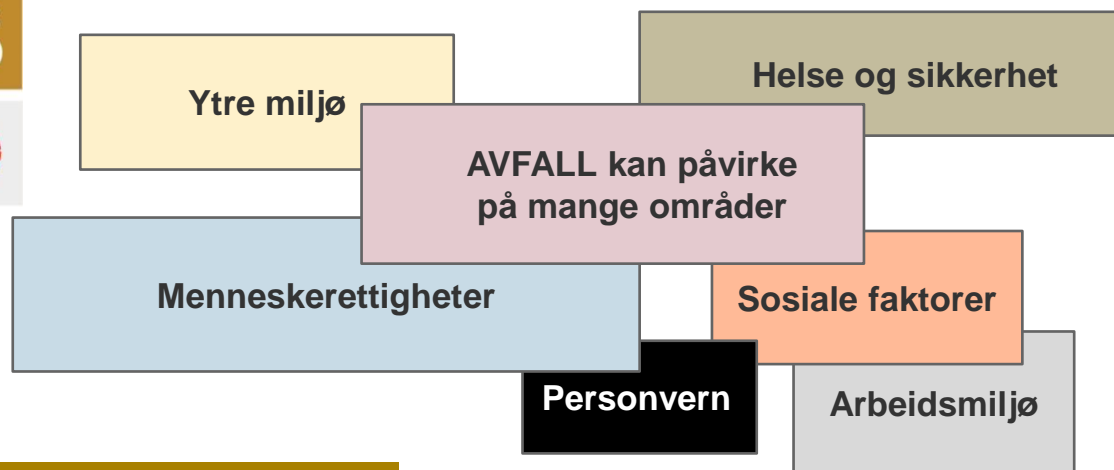 Helse og sikkerhet
Ytre miljø
AVFALL kan påvirke
på mange områder
Menneskerettigheter
Sosiale faktorer
Personvern
Arbeidsmiljø